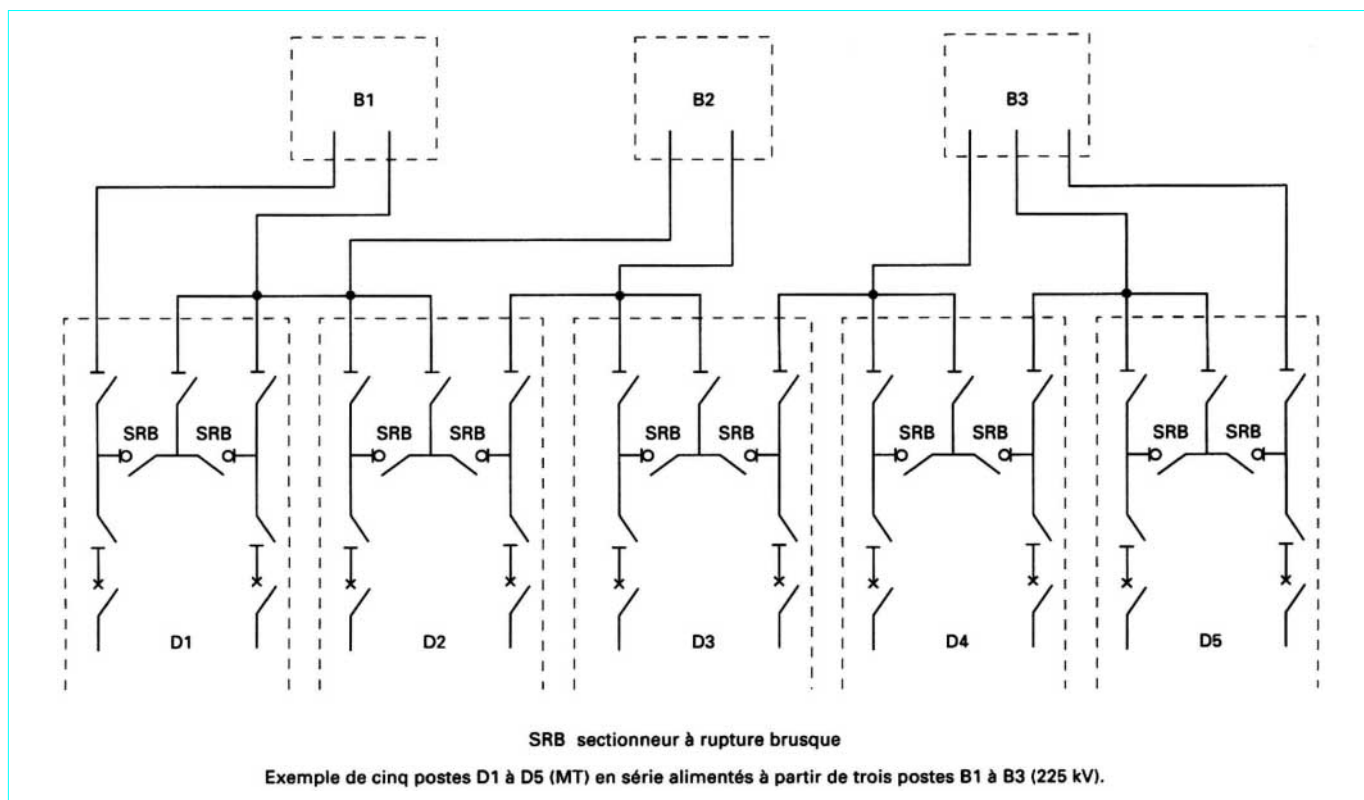 B1
B2
B3
SRB SRB
SRB SRB
SRB SRB
SRB SRB
SRB SRB
D1
D2
D3
D4
D5
SRB sectionneur à rupture brusque
Exemple de cinq postes D1 à D5 (MT) en série alimentés à partir de trois postes B1 à B3 (225 kV).